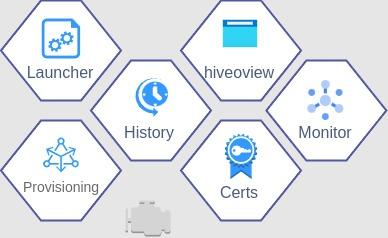 Launcher
hiveoview
History
Monitor
Provisioning
Certs